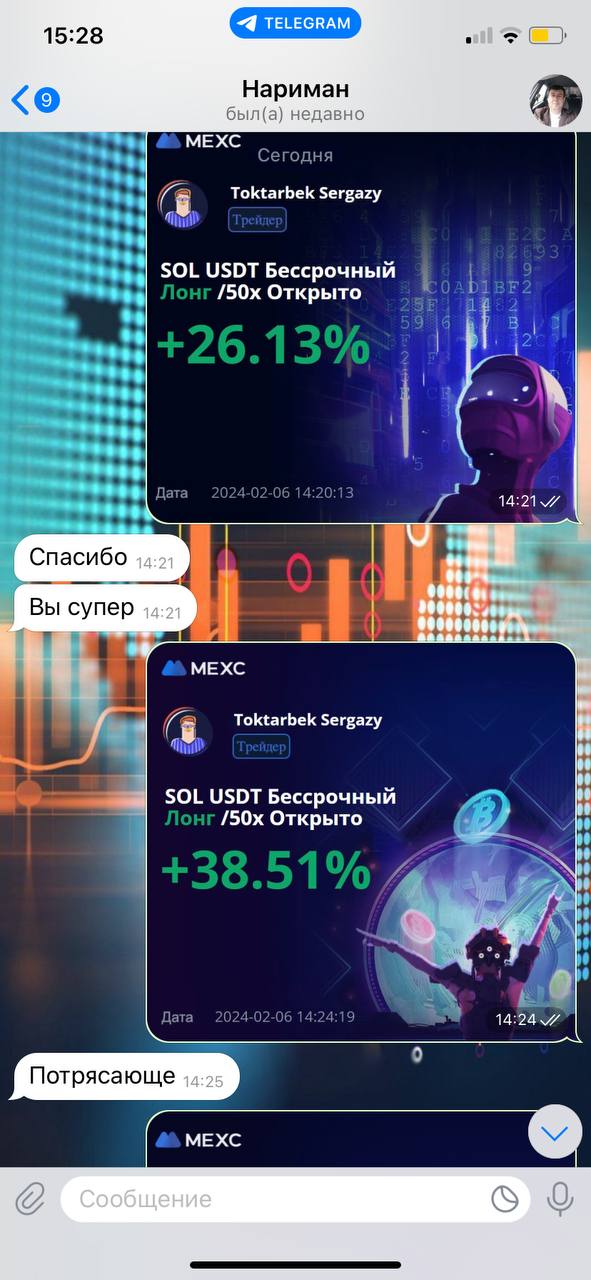 15:28
TELEGRAM
9
Нариман
был(а) недавно
MEXC
Сегодня
Toktarbek Sergazy
Трейдер
SOL USDT Бессрочный
Лонг /50x Открыто
+26.13%
Дата 2024-02-06 14:20:13
14:21
Спасибо 14:21
Вы супер 14:21
MEXC
Toktarbek Sergazy
Трейдер
SOL USDT Бессрочный
Лонг /50x Открыто
+38.51%
Дата 2024-02-06 14:24:19
14:24
Потрясающе 14:25
MEXC
Сообщение